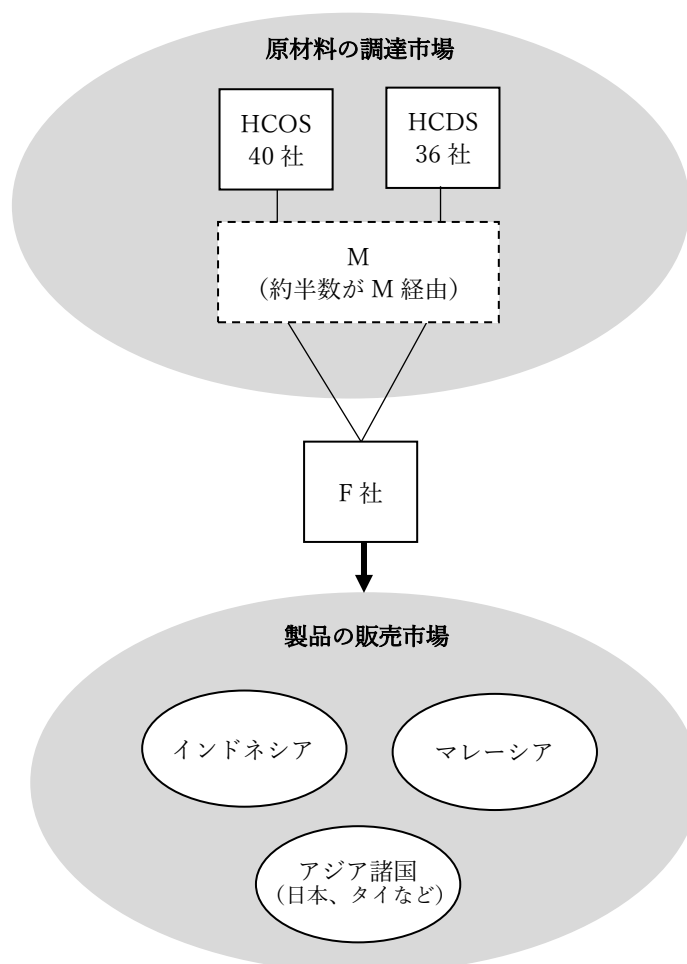 原材料の調達市場
HCOS
40 社
HCDS
36 社
M
（約半数が M 経由）
F 社
製品の販売市場
インドネシア
マレーシア
アジア諸国
（日本、タイなど）